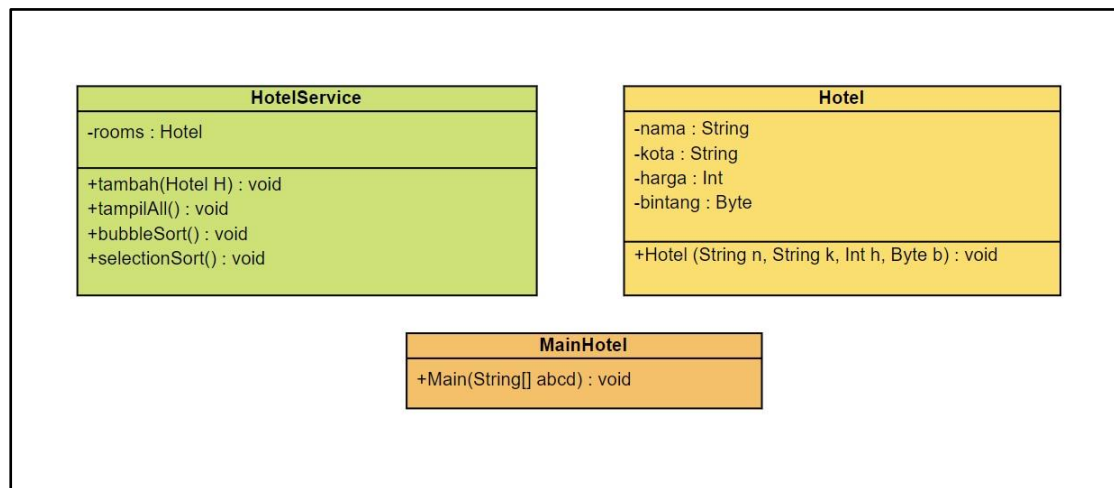 HotelService
-rooms : Hotel
+tambah(Hotel H) : void
+tampilAll() : void
+bubbleSort() : void
+selectionSort() : void
Hotel
-nama : String
-kota : String
-harga : Int
-bintang : Byte
+Hotel (String n, String k, Int h, Byte b) : void
MainHotel
+Main(String[] abcd) : void